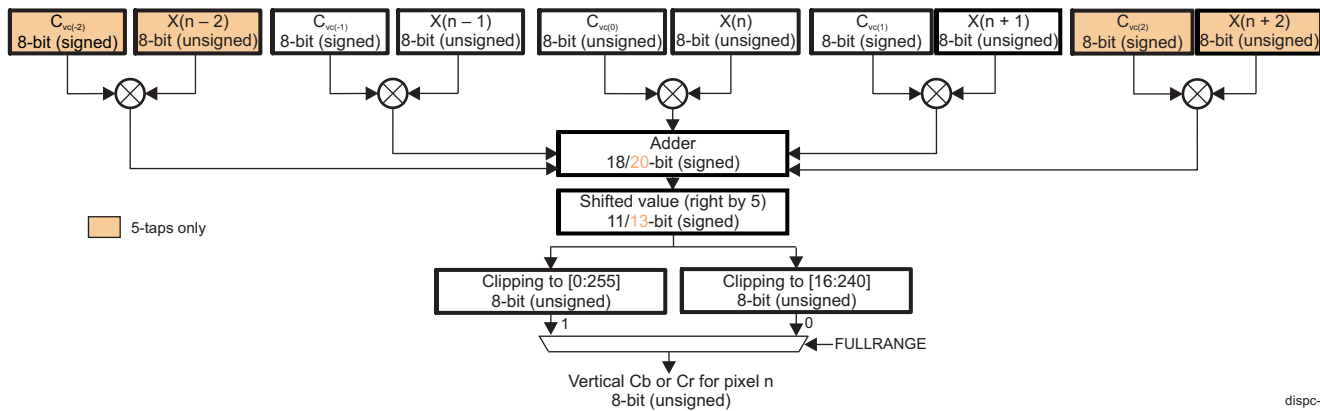 Cvc(-2)
8-bit (signed)
X(n – 2)
8-bit (unsigned)
Cvc(-1)
8-bit (signed)
X(n – 1)
8-bit (unsigned)
Cvc(0)
8-bit (signed)
X(n)
8-bit (unsigned)
Cvc(1)
8-bit (signed)
X(n + 1)
8-bit (unsigned)
Cvc(2)
8-bit (signed)
X(n + 2)
8-bit (unsigned)
Adder
18/20-bit (signed)
Shifted value (right by 5)
11/13-bit (signed)
5-taps only
Clipping to [0:255]
8-bit (unsigned)
Clipping to [16:240]
8-bit (unsigned)
1
0
FULLRANGE
Vertical Cb or Cr for pixel n
8-bit (unsigned)
dispc-